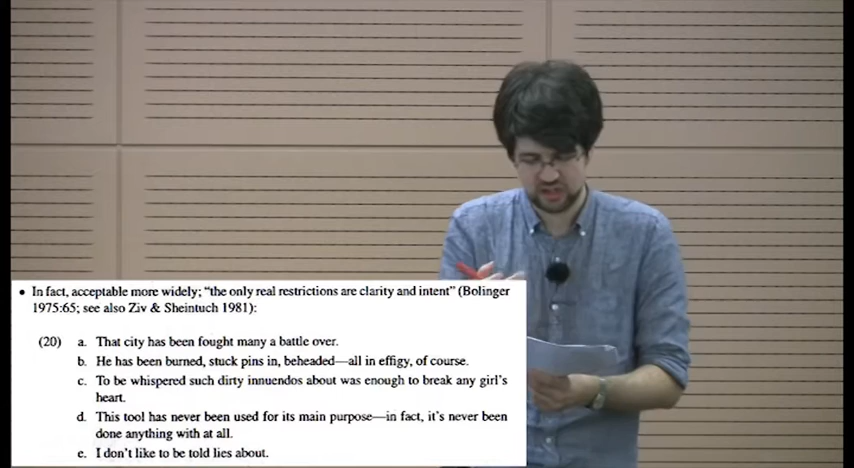 • In fact, acceptable more widely; “the only real restrictions are clarity and intent” (Bolinger
1975:65; see also Ziv & Sheintuch 1981):
(20) a. That city has been fought many a battle over.
b. He has been burned, stuck pins in, beheaded—all in effigy, of course.
c. To be whispered such dirty innuendos about was enough to break any girl's
heart.
d. This tool has never been used for its main purpose—in fact, it's never been
done anything with at all.
e. I don't like to be told lies about.